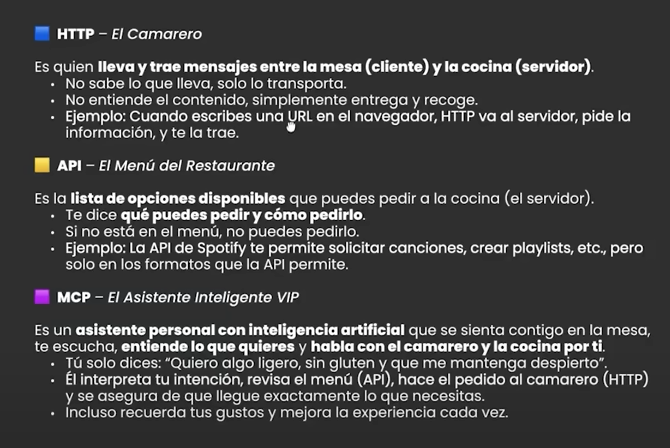 HTTP – El Camarero
Es quien lleva y trae mensajes entre la mesa (cliente) y la cocina (servidor).
• No sabe lo que lleva, solo lo transporta.
• No entiende el contenido, simplemente entrega y recoge.
• Ejemplo: Cuando escribes una URL en el navegador, HTTP va al servidor, pide la
información, y te la trae.
API – El Menú del Restaurante
Es la lista de opciones disponibles que puedes pedir a la cocina (el servidor).
• Te dice qué puedes pedir y cómo pedirlo.
• Si no está en el menú, no puedes pedirlo.
• Ejemplo: La API de Spotify te permite solicitar canciones, crear playlists, etc., pero
solo en los formatos que la API permite.
MCP – El Asistente Inteligente VIP
Es un asistente personal con inteligencia artificial que se sienta contigo en la mesa,
te escucha, entiende lo que quieres y habla con el camarero y la cocina por ti.
• Tú solo dices: “Quiero algo ligero, sin gluten y que me mantenga despierto”.
• Él interpreta tu intención, revisa el menú (API), hace el pedido al camarero (HTTP)
y se asegura de que llegue exactamente lo que necesitas.
• Incluso recuerda tus gustos y mejora la experiencia cada vez.